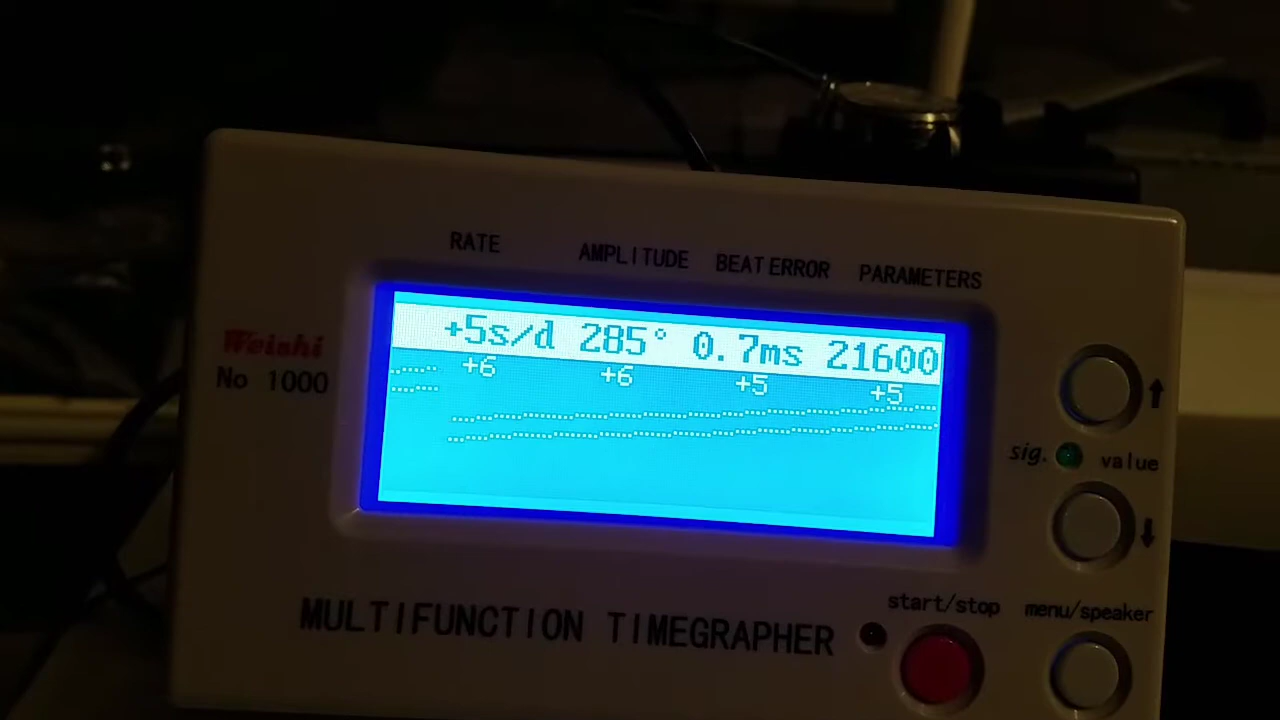 RATE AMPLITUDE BEAT ERROR PARAMETERS
+5s/d 285° 0.7ms 21600
+6 +6 +5 +5
Weishi
No 1000
sig. value
start/stop menu/speaker
MULTIFUNCTION TIMEGRAPHER